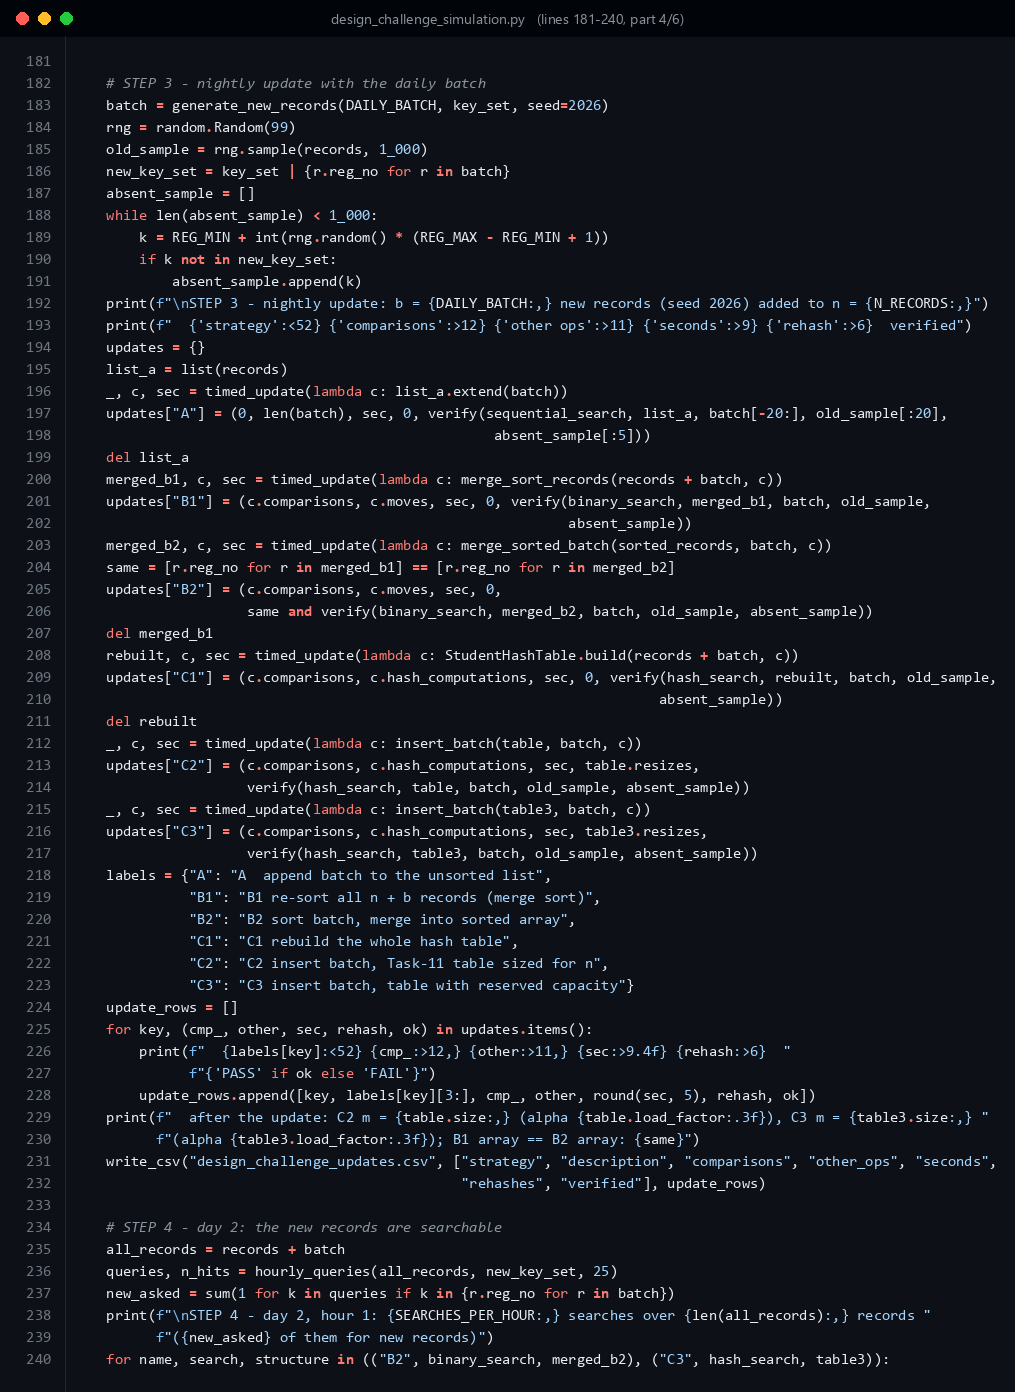 design_challenge_simulation.py   (lines 181-240, part 4/6)
181
182     # STEP 3 - nightly update with the daily batch
183     batch = generate_new_records(DAILY_BATCH, key_set, seed=2026)
184     rng = random.Random(99)
185     old_sample = rng.sample(records, 1_000)
186     new_key_set = key_set | {r.reg_no for r in batch}
187     absent_sample = []
188     while len(absent_sample) < 1_000:
189         k = REG_MIN + int(rng.random() * (REG_MAX - REG_MIN + 1))
190         if k not in new_key_set:
191             absent_sample.append(k)
192     print(f"\nSTEP 3 - nightly update: b = {DAILY_BATCH:,} new records (seed 2026) added to n = {N_RECORDS:,}")
193     print(f"  {'strategy':<52} {'comparisons':>12} {'other ops':>11} {'seconds':>9} {'rehash':>6}  verified")
194     updates = {}
195     list_a = list(records)
196     _, c, sec = timed_update(lambda c: list_a.extend(batch))
197     updates["A"] = (0, len(batch), sec, 0, verify(sequential_search, list_a, batch[-20:], old_sample[:20],
198                                                    absent_sample[:5]))
199     del list_a
200     merged_b1, c, sec = timed_update(lambda c: merge_sort_records(records + batch, c))
201     updates["B1"] = (c.comparisons, c.moves, sec, 0, verify(binary_search, merged_b1, batch, old_sample,
202                                                             absent_sample))
203     merged_b2, c, sec = timed_update(lambda c: merge_sorted_batch(sorted_records, batch, c))
204     same = [r.reg_no for r in merged_b1] == [r.reg_no for r in merged_b2]
205     updates["B2"] = (c.comparisons, c.moves, sec, 0,
206                      same and verify(binary_search, merged_b2, batch, old_sample, absent_sample))
207     del merged_b1
208     rebuilt, c, sec = timed_update(lambda c: StudentHashTable.build(records + batch, c))
209     updates["C1"] = (c.comparisons, c.hash_computations, sec, 0, verify(hash_search, rebuilt, batch, old_sample,
210                                                                        absent_sample))
211     del rebuilt
212     _, c, sec = timed_update(lambda c: insert_batch(table, batch, c))
213     updates["C2"] = (c.comparisons, c.hash_computations, sec, table.resizes,
214                      verify(hash_search, table, batch, old_sample, absent_sample))
215     _, c, sec = timed_update(lambda c: insert_batch(table3, batch, c))
216     updates["C3"] = (c.comparisons, c.hash_computations, sec, table3.resizes,
217                      verify(hash_search, table3, batch, old_sample, absent_sample))
218     labels = {"A": "A  append batch to the unsorted list",
219               "B1": "B1 re-sort all n + b records (merge sort)",
220               "B2": "B2 sort batch, merge into sorted array",
221               "C1": "C1 rebuild the whole hash table",
222               "C2": "C2 insert batch, Task-11 table sized for n",
223               "C3": "C3 insert batch, table with reserved capacity"}
224     update_rows = []
225     for key, (cmp_, other, sec, rehash, ok) in updates.items():
226         print(f"  {labels[key]:<52} {cmp_:>12,} {other:>11,} {sec:>9.4f} {rehash:>6}  "
227               f"{'PASS' if ok else 'FAIL'}")
228         update_rows.append([key, labels[key][3:], cmp_, other, round(sec, 5), rehash, ok])
229     print(f"  after the update: C2 m = {table.size:,} (alpha {table.load_factor:.3f}), C3 m = {table3.size:,} "
230           f"(alpha {table3.load_factor:.3f}); B1 array == B2 array: {same}")
231     write_csv("design_challenge_updates.csv", ["strategy", "description", "comparisons", "other_ops", "seconds",
232                                                "rehashes", "verified"], update_rows)
233
234     # STEP 4 - day 2: the new records are searchable
235     all_records = records + batch
236     queries, n_hits = hourly_queries(all_records, new_key_set, 25)
237     new_asked = sum(1 for k in queries if k in {r.reg_no for r in batch})
238     print(f"\nSTEP 4 - day 2, hour 1: {SEARCHES_PER_HOUR:,} searches over {len(all_records):,} records "
239           f"({new_asked} of them for new records)")
240     for name, search, structure in (("B2", binary_search, merged_b2), ("C3", hash_search, table3)):